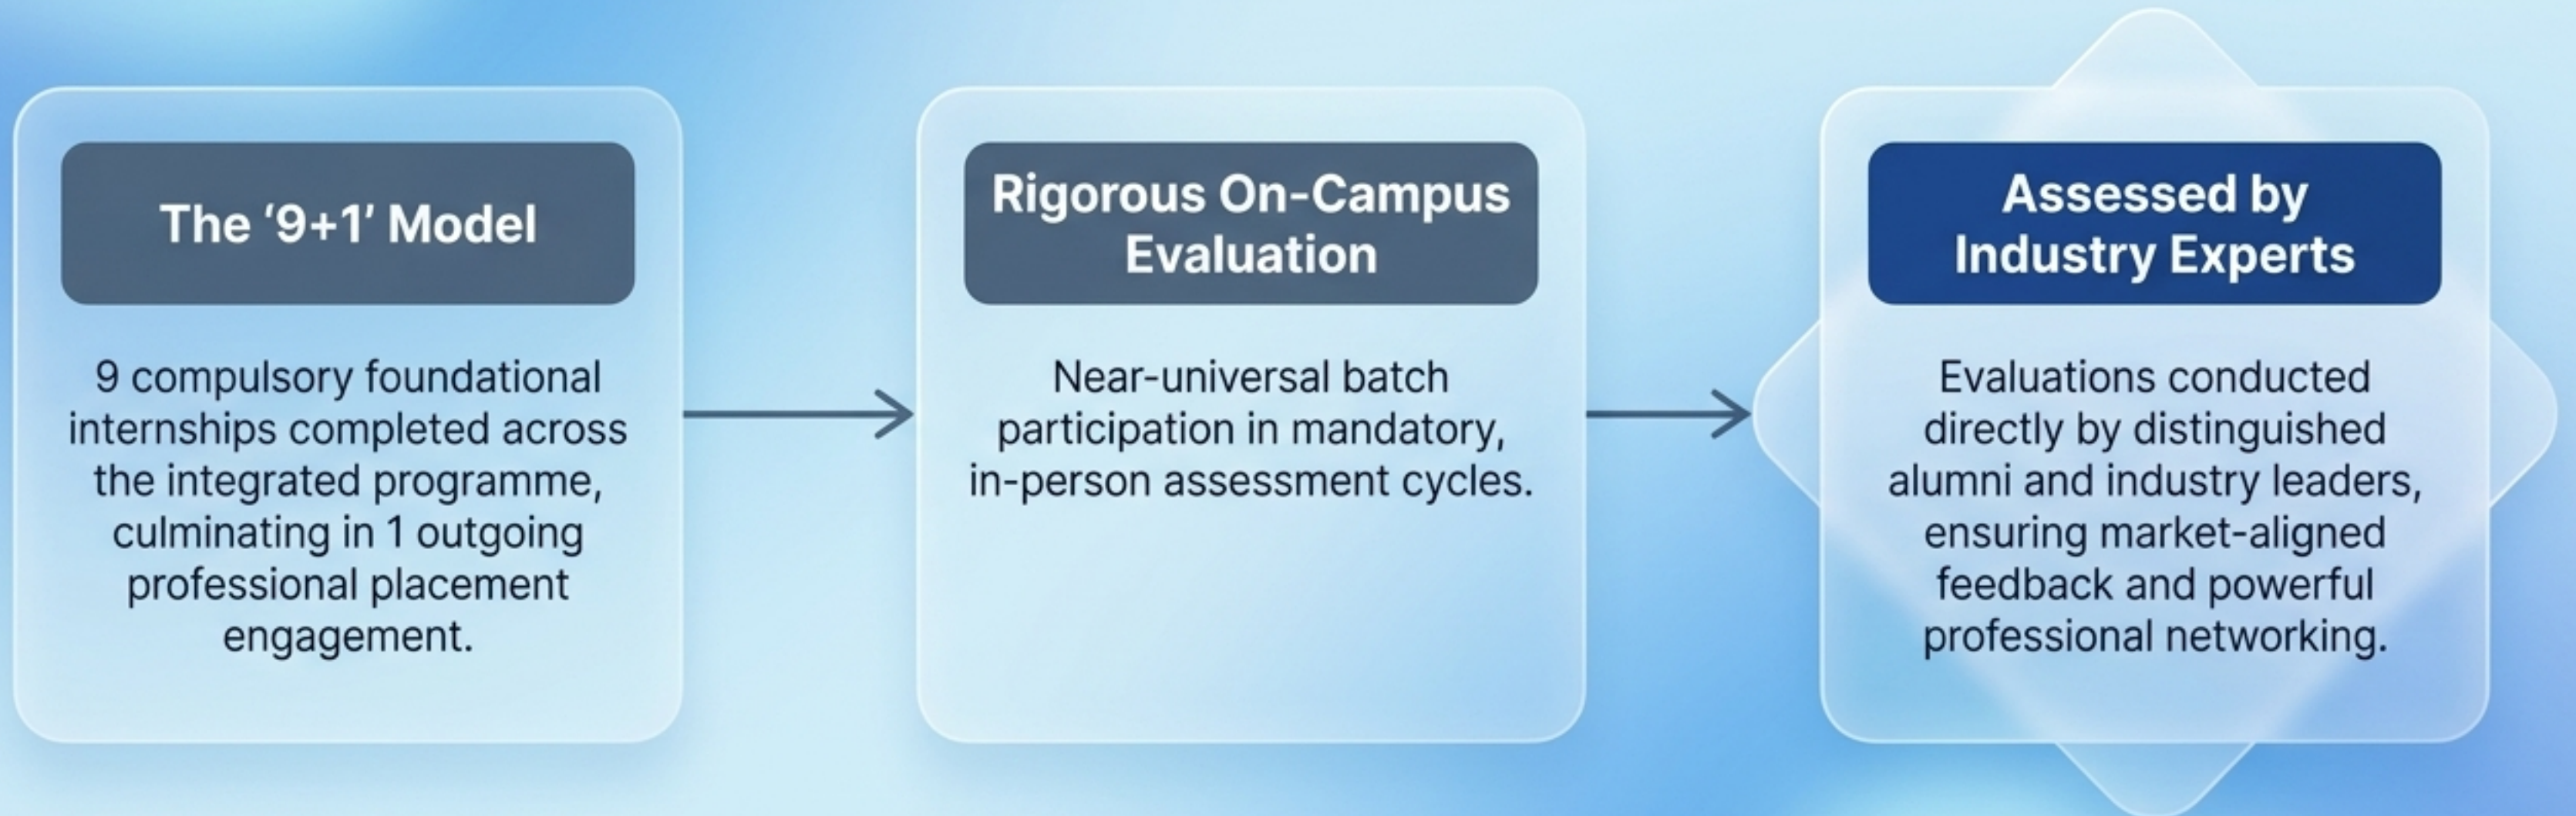 The ‘9+1’ Model
9 compulsory foundational
internships completed across
the integrated programme,
culminating in 1 outgoing
professional placement
engagement.
Rigorous On-Campus
Evaluation
Near-universal batch
participation in mandatory,
in-person assessment cycles.
Assessed by
Industry Experts
Evaluations conducted
directly by distinguished
alumni and industry leaders,
ensuring market-aligned
feedback and powerful
professional networking.